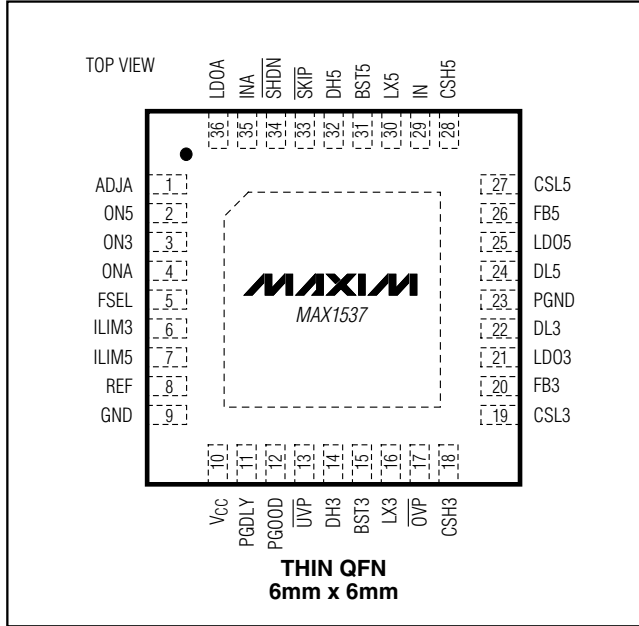 TOP VIEW
LDOA INA SHDN SKIP DH5 BST5 LX5 IN CSH5
36 35 34 33 32 31 30 29 28
ADJA 1 27 CSL5
ON5 2 26 FB5
ON3 3 25 LDO5
ONA 4 24 DL5
FSEL 5 23 PGND
ILIM3 6 22 DL3
ILIM5 7 21 LDO3
REF 8 20 FB3
GND 9 19 CSL3
MAXIM
MAX1537
10 11 12 13 14 15 16 17 18
VCC PGDLY PGOOD UVP DH3 BST3 LX3 OVP CSH3
THIN QFN
6mm x 6mm